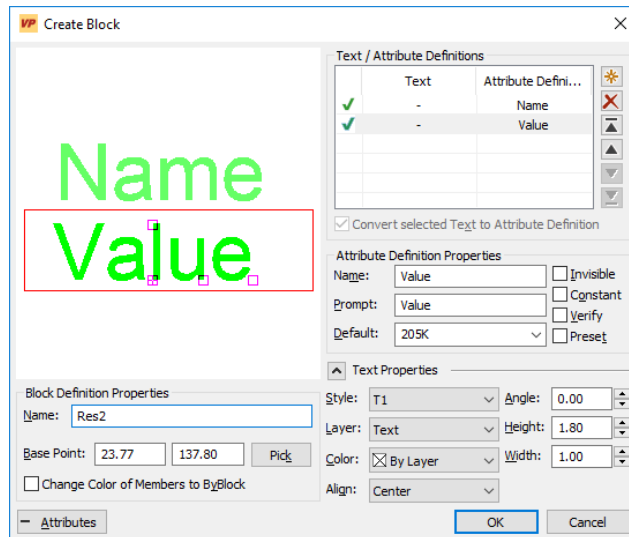 VP Create Block
Text / Attribute Definitions
Text Attribute Defini...
- Name
- Value
Name
Value
Convert selected Text to Attribute Definition
Attribute Definition Properties
Name: Value
Prompt: Value
Default: 205K
Invisible
Constant
Verify
Preset
Text Properties
Block Definition Properties
Name: Res2
Base Point: 23.77 137.80 Pick
Change Color of Members to ByBlock
Style: T1 Angle: 0.00
Layer: Text Height: 1.80
Color: By Layer Width: 1.00
Align: Center
Attributes
OK Cancel